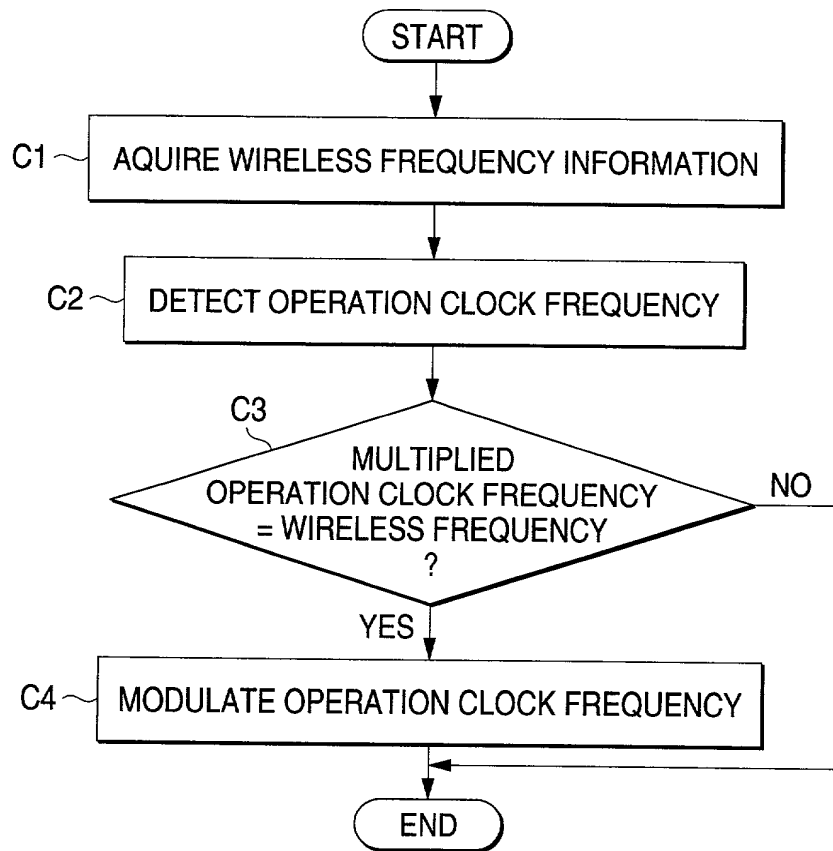 START
C1
AQUIRE WIRELESS FREQUENCY INFORMATION
C2
DETECT OPERATION CLOCK FREQUENCY
C3
MULTIPLIED
OPERATION CLOCK FREQUENCY
= WIRELESS FREQUENCY
?
NO
YES
C4
MODULATE OPERATION CLOCK FREQUENCY
END